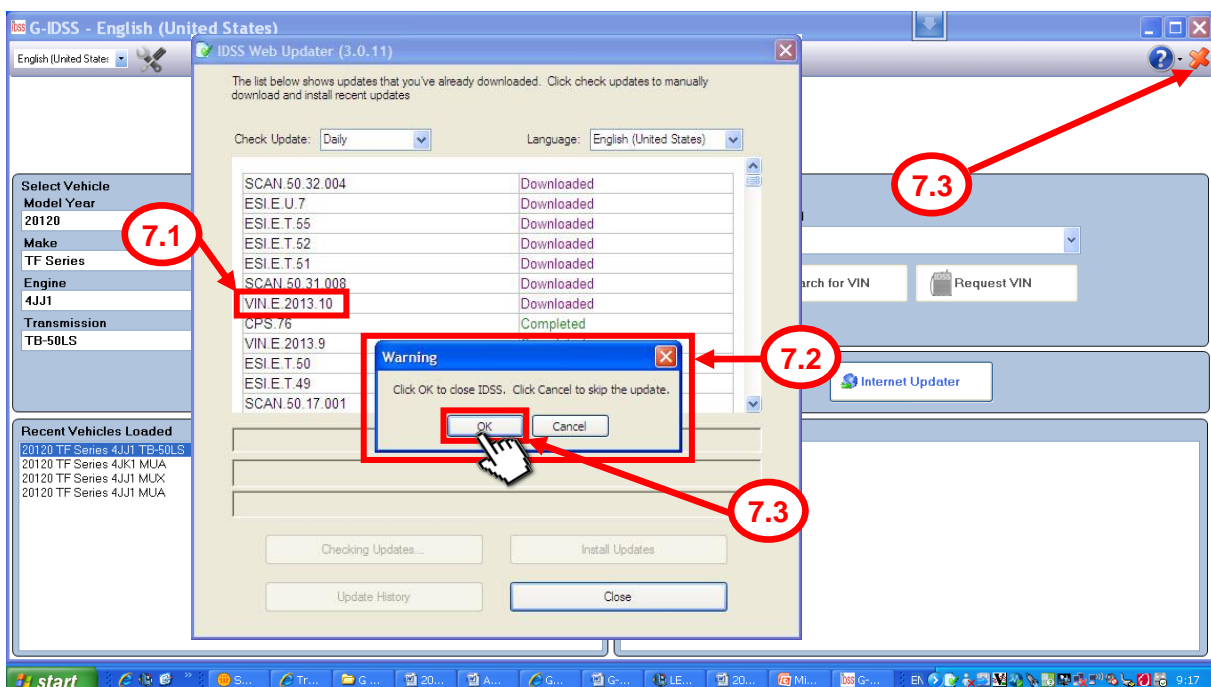 G-IDSS - English (United States)
English (United State:
IDSS Web Updater (3.0.11)
The list below shows updates that you've already downloaded. Click check updates to manually
download and install recent updates
Check Update: Daily
Language: English (United States)
7.3
SCAN.50.32.004 Downloaded
ESI.E.U.7 Downloaded
ESI.E.T.55 Downloaded
ESI.E.T.52 Downloaded
ESI.E.T.51 Downloaded
SCAN.50.31.008 Downloaded
VIN.E.2013.10 Downloaded
CPS.76 Completed
VIN.E.2013.9
ESI.E.T.50
ESI.E.T.49
SCAN.50.17.001
Select Vehicle
Model Year
20120
7.1
Make
TF Series
Engine
4JJ1
Transmission
TB-50LS
arch for VIN
Request VIN
Warning
Click OK to close IDSS. Click Cancel to skip the update.
OK
Cancel
7.2
Internet Updater
Recent Vehicles Loaded
20120 TF Series 4JJ1 TB-50LS
20120 TF Series 4JK1 MUA
20120 TF Series 4JJ1 MUX
20120 TF Series 4JJ1 MUA
7.3
Checking Updates...
Install Updates
Update History
Close
start
S...
Tr...
G ...
20...
A...
G...
G-...
LE...
20...
Mi...
G-...
EN
9:17